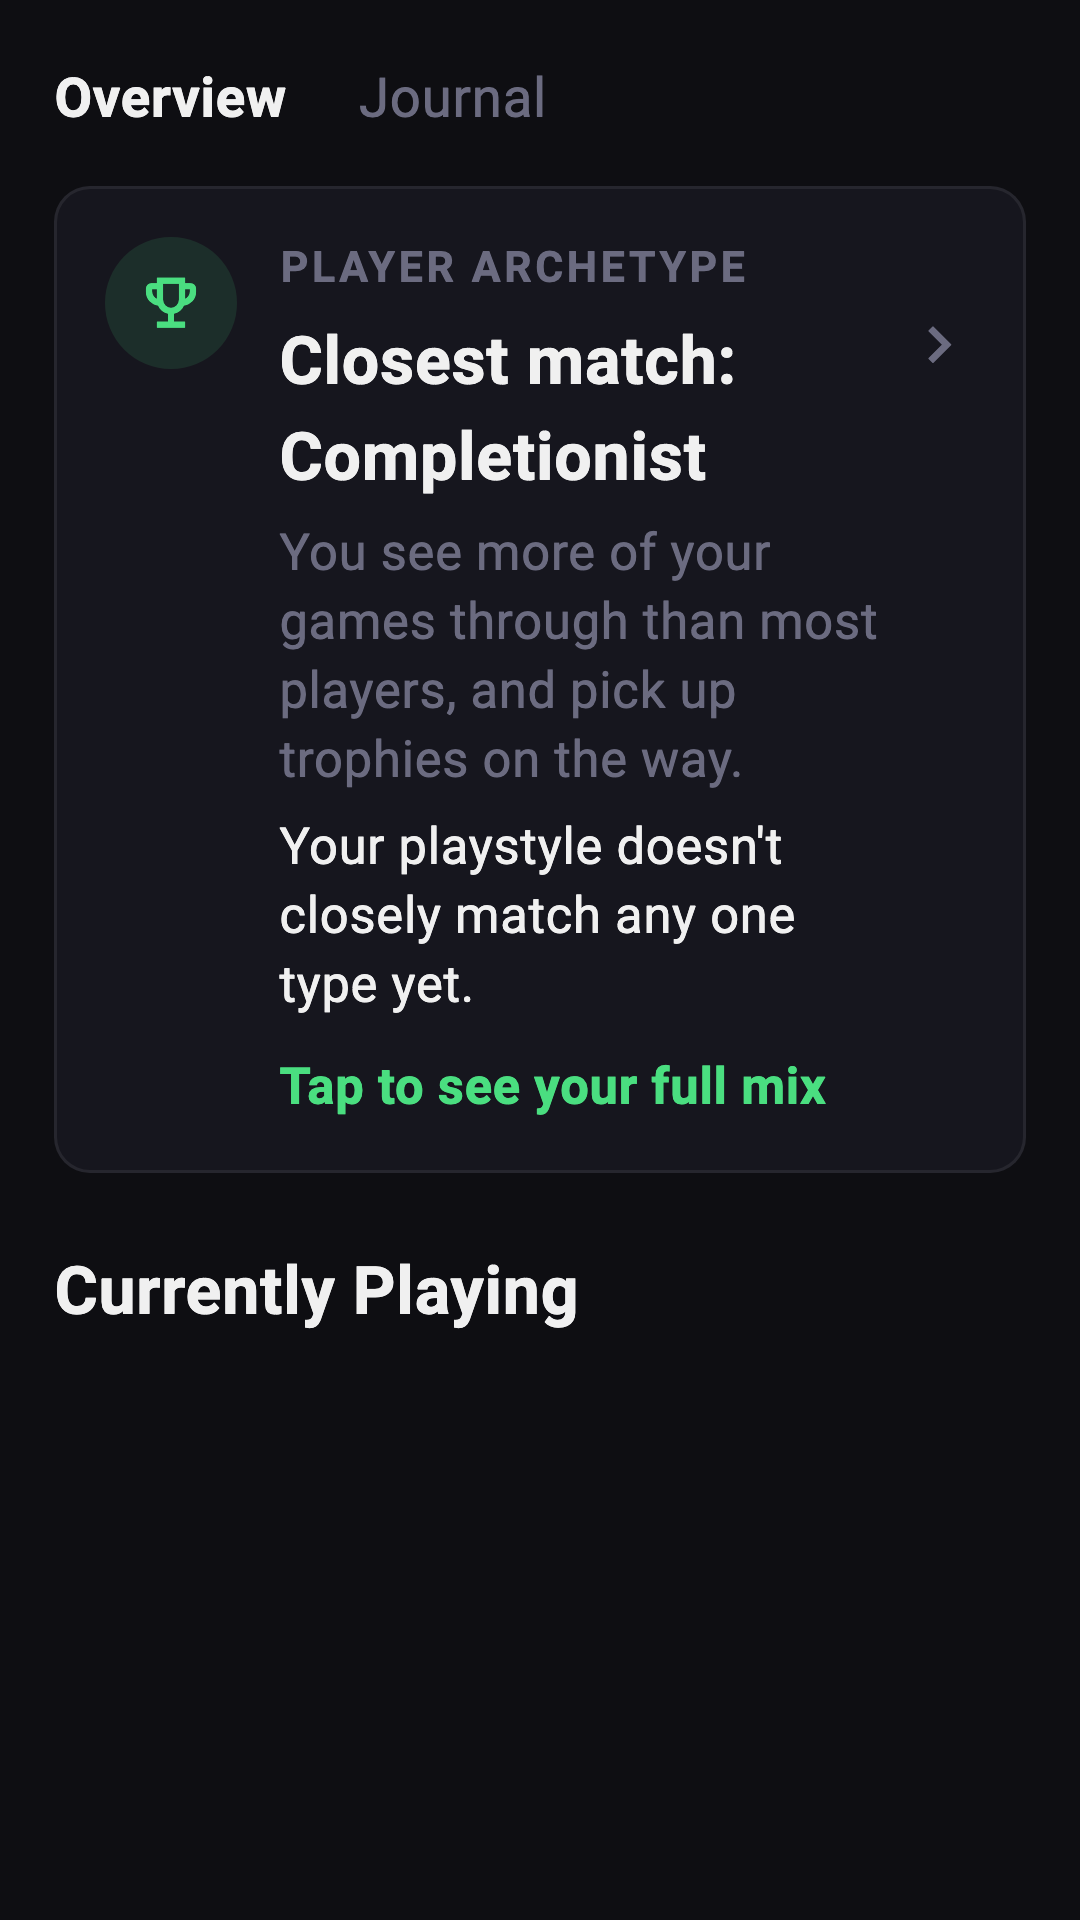 Overview Journal
PLAYER ARCHETYPE
Closest match:
Completionist
You see more of your
games through than most
players, and pick up
trophies on the way.
Your playstyle doesn't
closely match any one
type yet.
Tap to see your full mix
Currently Playing